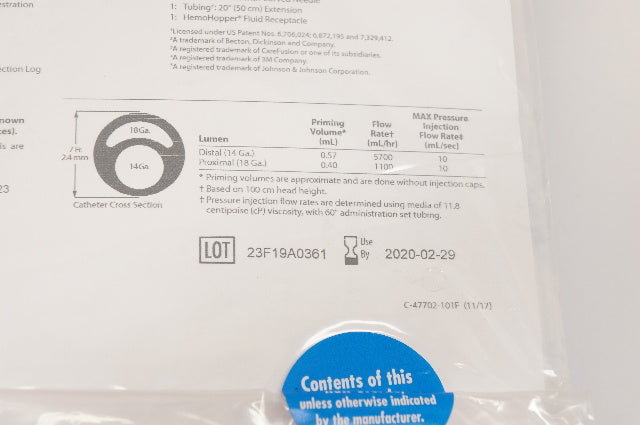 stration
1: Tubing²: 20" (50 cm) Extension
1: HemoHopper® Fluid Receptacle
¹Licensed under US Patent Nos. 6,706,024; 6,872,195 and 7,329,412.
²A trademark of Becton, Dickinson and Company.
³A registered trademark of CareFusion or one of its subsidiaries.
⁴A registered trademark of 3M Company.
⁵A registered trademark of Johnson & Johnson Corporation.
ection Log
nown
ces).
is are
23
7 Fr.
2.4 mm
18 Ga.
14 Ga.
Catheter Cross Section
Lumen Priming Volume* (mL) Flow Rate† (mL/hr) MAX Pressure Injection Flow Rate‡ (mL/sec)
Distal (14 Ga.) 0.57 5700 10
Proximal (18 Ga.) 0.40 1100 10
* Priming volumes are approximate and are done without injection caps.
† Based on 100 cm head height.
‡ Pressure injection flow rates are determined using media of 11.8
centipoise (cP) viscosity, with 60" administration set tubing.
LOT 23F19A0361 Use By 2020-02-29
C-47702-101F (11/17)
Contents of this
unless otherwise indicated
by the manufacturer.